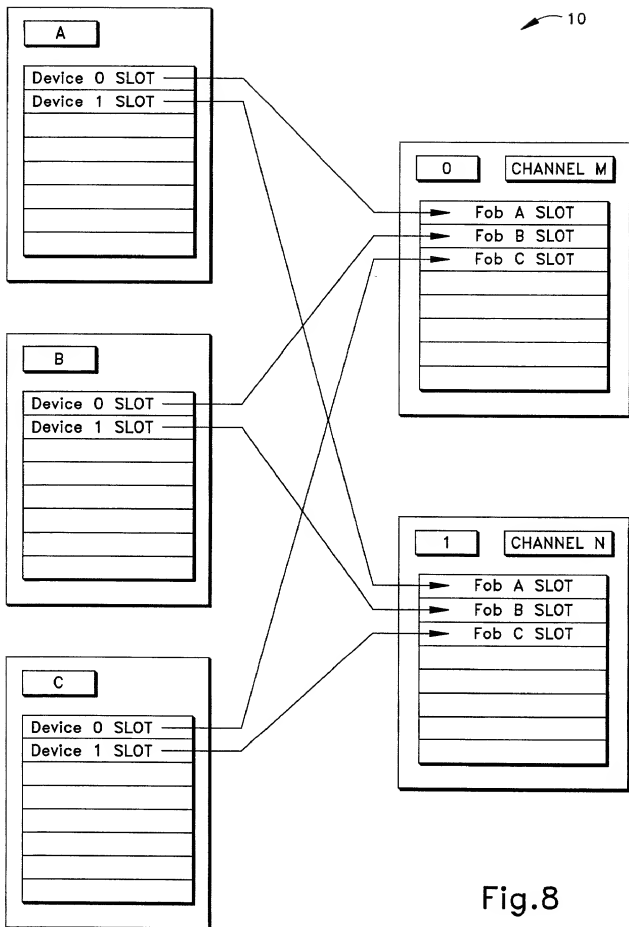 10
A
Device 0 SLOT
Device 1 SLOT
B
Device 0 SLOT
Device 1 SLOT
C
Device 0 SLOT
Device 1 SLOT
0 CHANNEL M
Fob A SLOT
Fob B SLOT
Fob C SLOT
1 CHANNEL N
Fob A SLOT
Fob B SLOT
Fob C SLOT
Fig.8